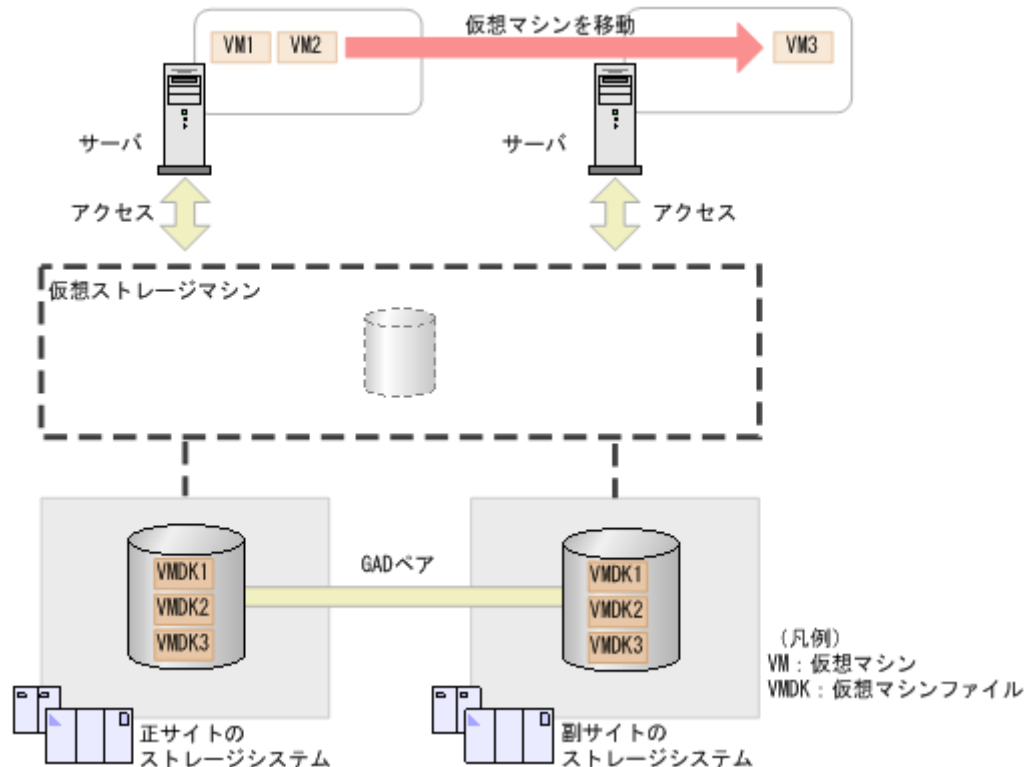 仮想マシンを移動
VM1
VM2
VM3
サーバ
サーバ
アクセス
アクセス
仮想ストレージマシン
GADペア
VMDK1
VMDK2
VMDK3
VMDK1
VMDK2
VMDK3
(凡例)
VM:仮想マシン
VMDK:仮想マシンファイル
正サイトの
ストレージシステム
副サイトの
ストレージシステム